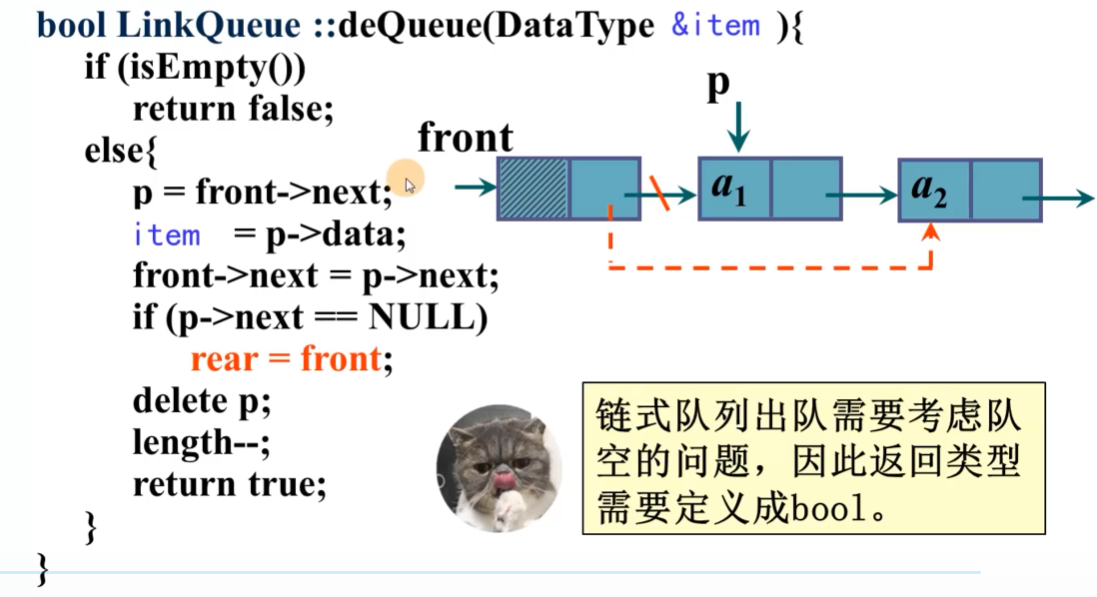 bool LinkQueue ::deQueue(DataType &item ){
if (isEmpty())
return false;
else{
p = front->next;
item = p->data;
front->next = p->next;
if (p->next == NULL)
rear = front;
delete p;
length--;
return true;
}
}
front
p
a1
a2
链式队列出队需要考虑队
空的问题，因此返回类型
需要定义成bool。